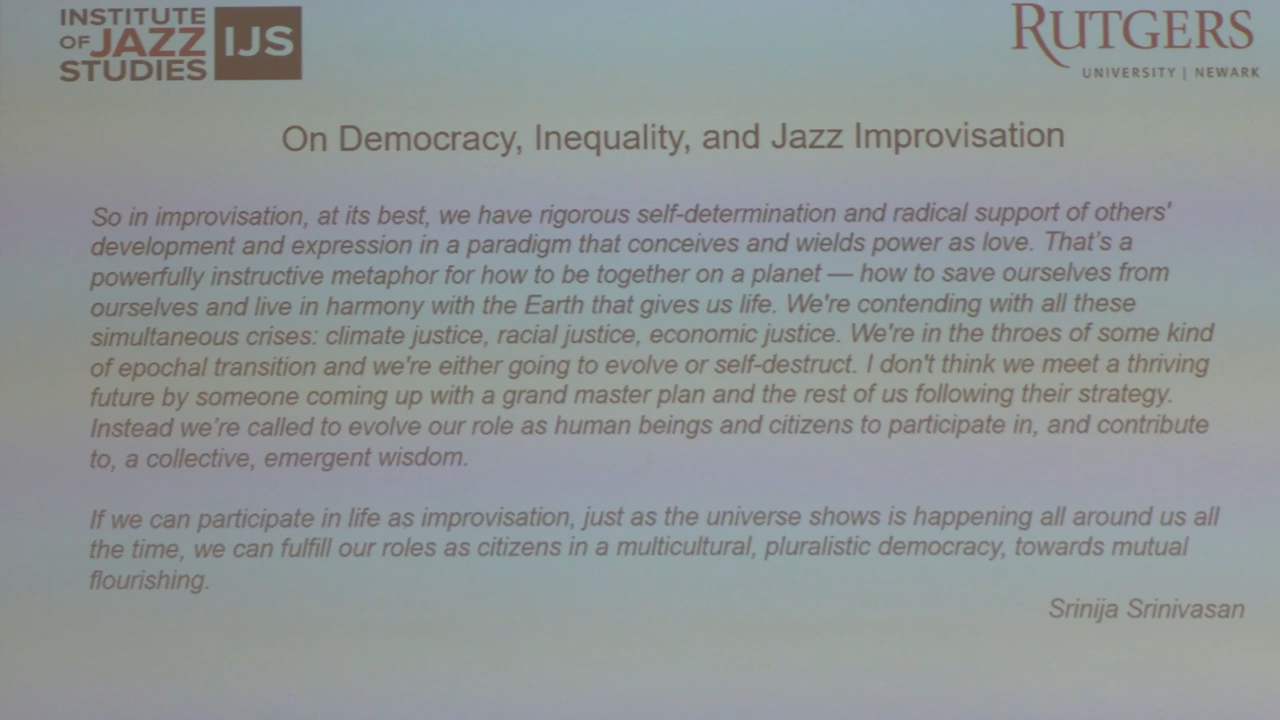 INSTITUTE
OF JAZZ
STUDIES
IJS
RUTGERS
UNIVERSITY | NEWARK
On Democracy, Inequality, and Jazz Improvisation
So in improvisation, at its best, we have rigorous self-determination and radical support of others'
development and expression in a paradigm that conceives and wields power as love. That's a
powerfully instructive metaphor for how to be together on a planet — how to save ourselves from
ourselves and live in harmony with the Earth that gives us life. We're contending with all these
simultaneous crises: climate justice, racial justice, economic justice. We're in the throes of some kind
of epochal transition and we're either going to evolve or self-destruct. I don't think we meet a thriving
future by someone coming up with a grand master plan and the rest of us following their strategy.
Instead we're called to evolve our role as human beings and citizens to participate in, and contribute
to, a collective, emergent wisdom.
If we can participate in life as improvisation, just as the universe shows is happening all around us all
the time, we can fulfill our roles as citizens in a multicultural, pluralistic democracy, towards mutual
flourishing.
Srinija Srinivasan